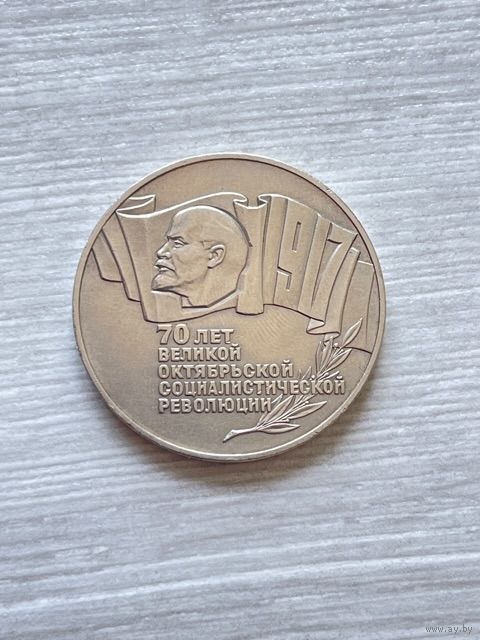 1917
70 ЛЕТ
ВЕЛИКОЙ
ОКТЯБРЬСКОЙ
СОЦИАЛИСТИЧЕСКОЙ
РЕВОЛЮЦИИ
www.ay.by